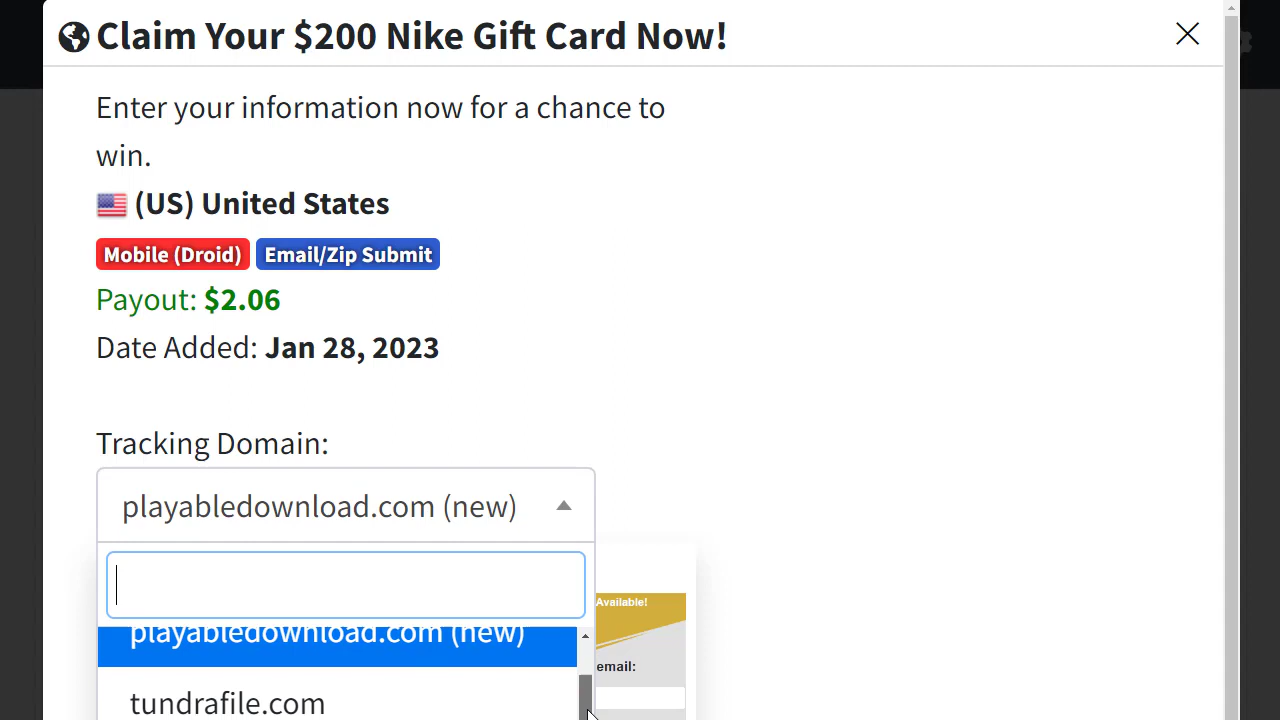 Claim Your $200 Nike Gift Card Now!
Enter your information now for a chance to
win.
(US) United States
Mobile (Droid) Email/Zip Submit
Payout: $2.06
Date Added: Jan 28, 2023
Tracking Domain:
playabledownload.com (new)
Available!
playabledownload.com (new)
email:
tundrafile.com